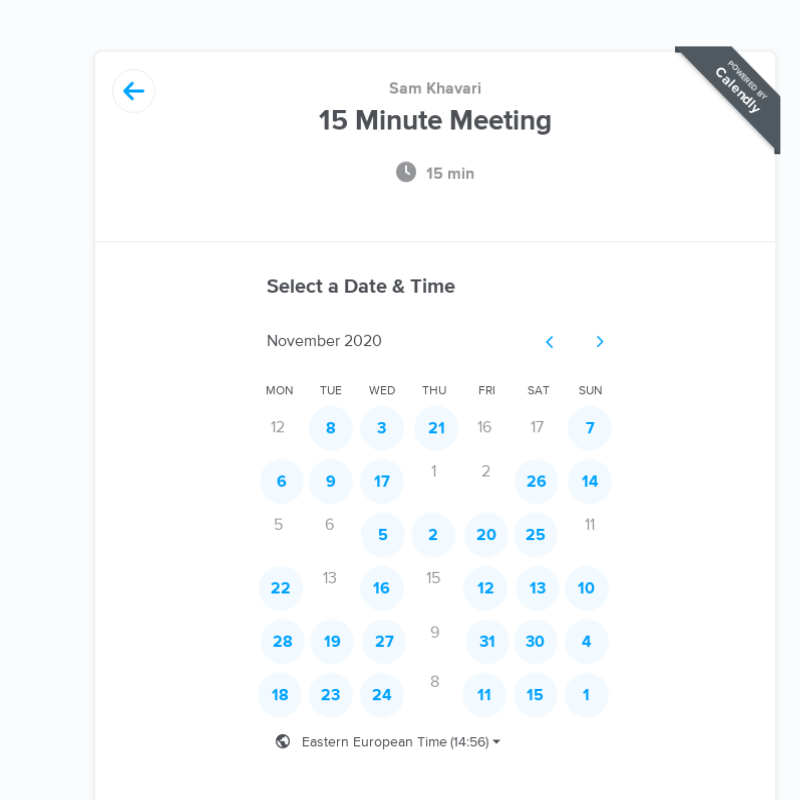 POWERED BY
Calendly
Sam Khavari
15 Minute Meeting
15 min
Select a Date & Time
November 2020
MON TUE WED THU FRI SAT SUN
12 8 3 21 16 17 7
6 9 17 1 2 26 14
5 6 5 2 20 25 11
22 13 16 15 12 13 10
28 19 27 9 31 30 4
18 23 24 8 11 15 1
Eastern European Time (14:56)